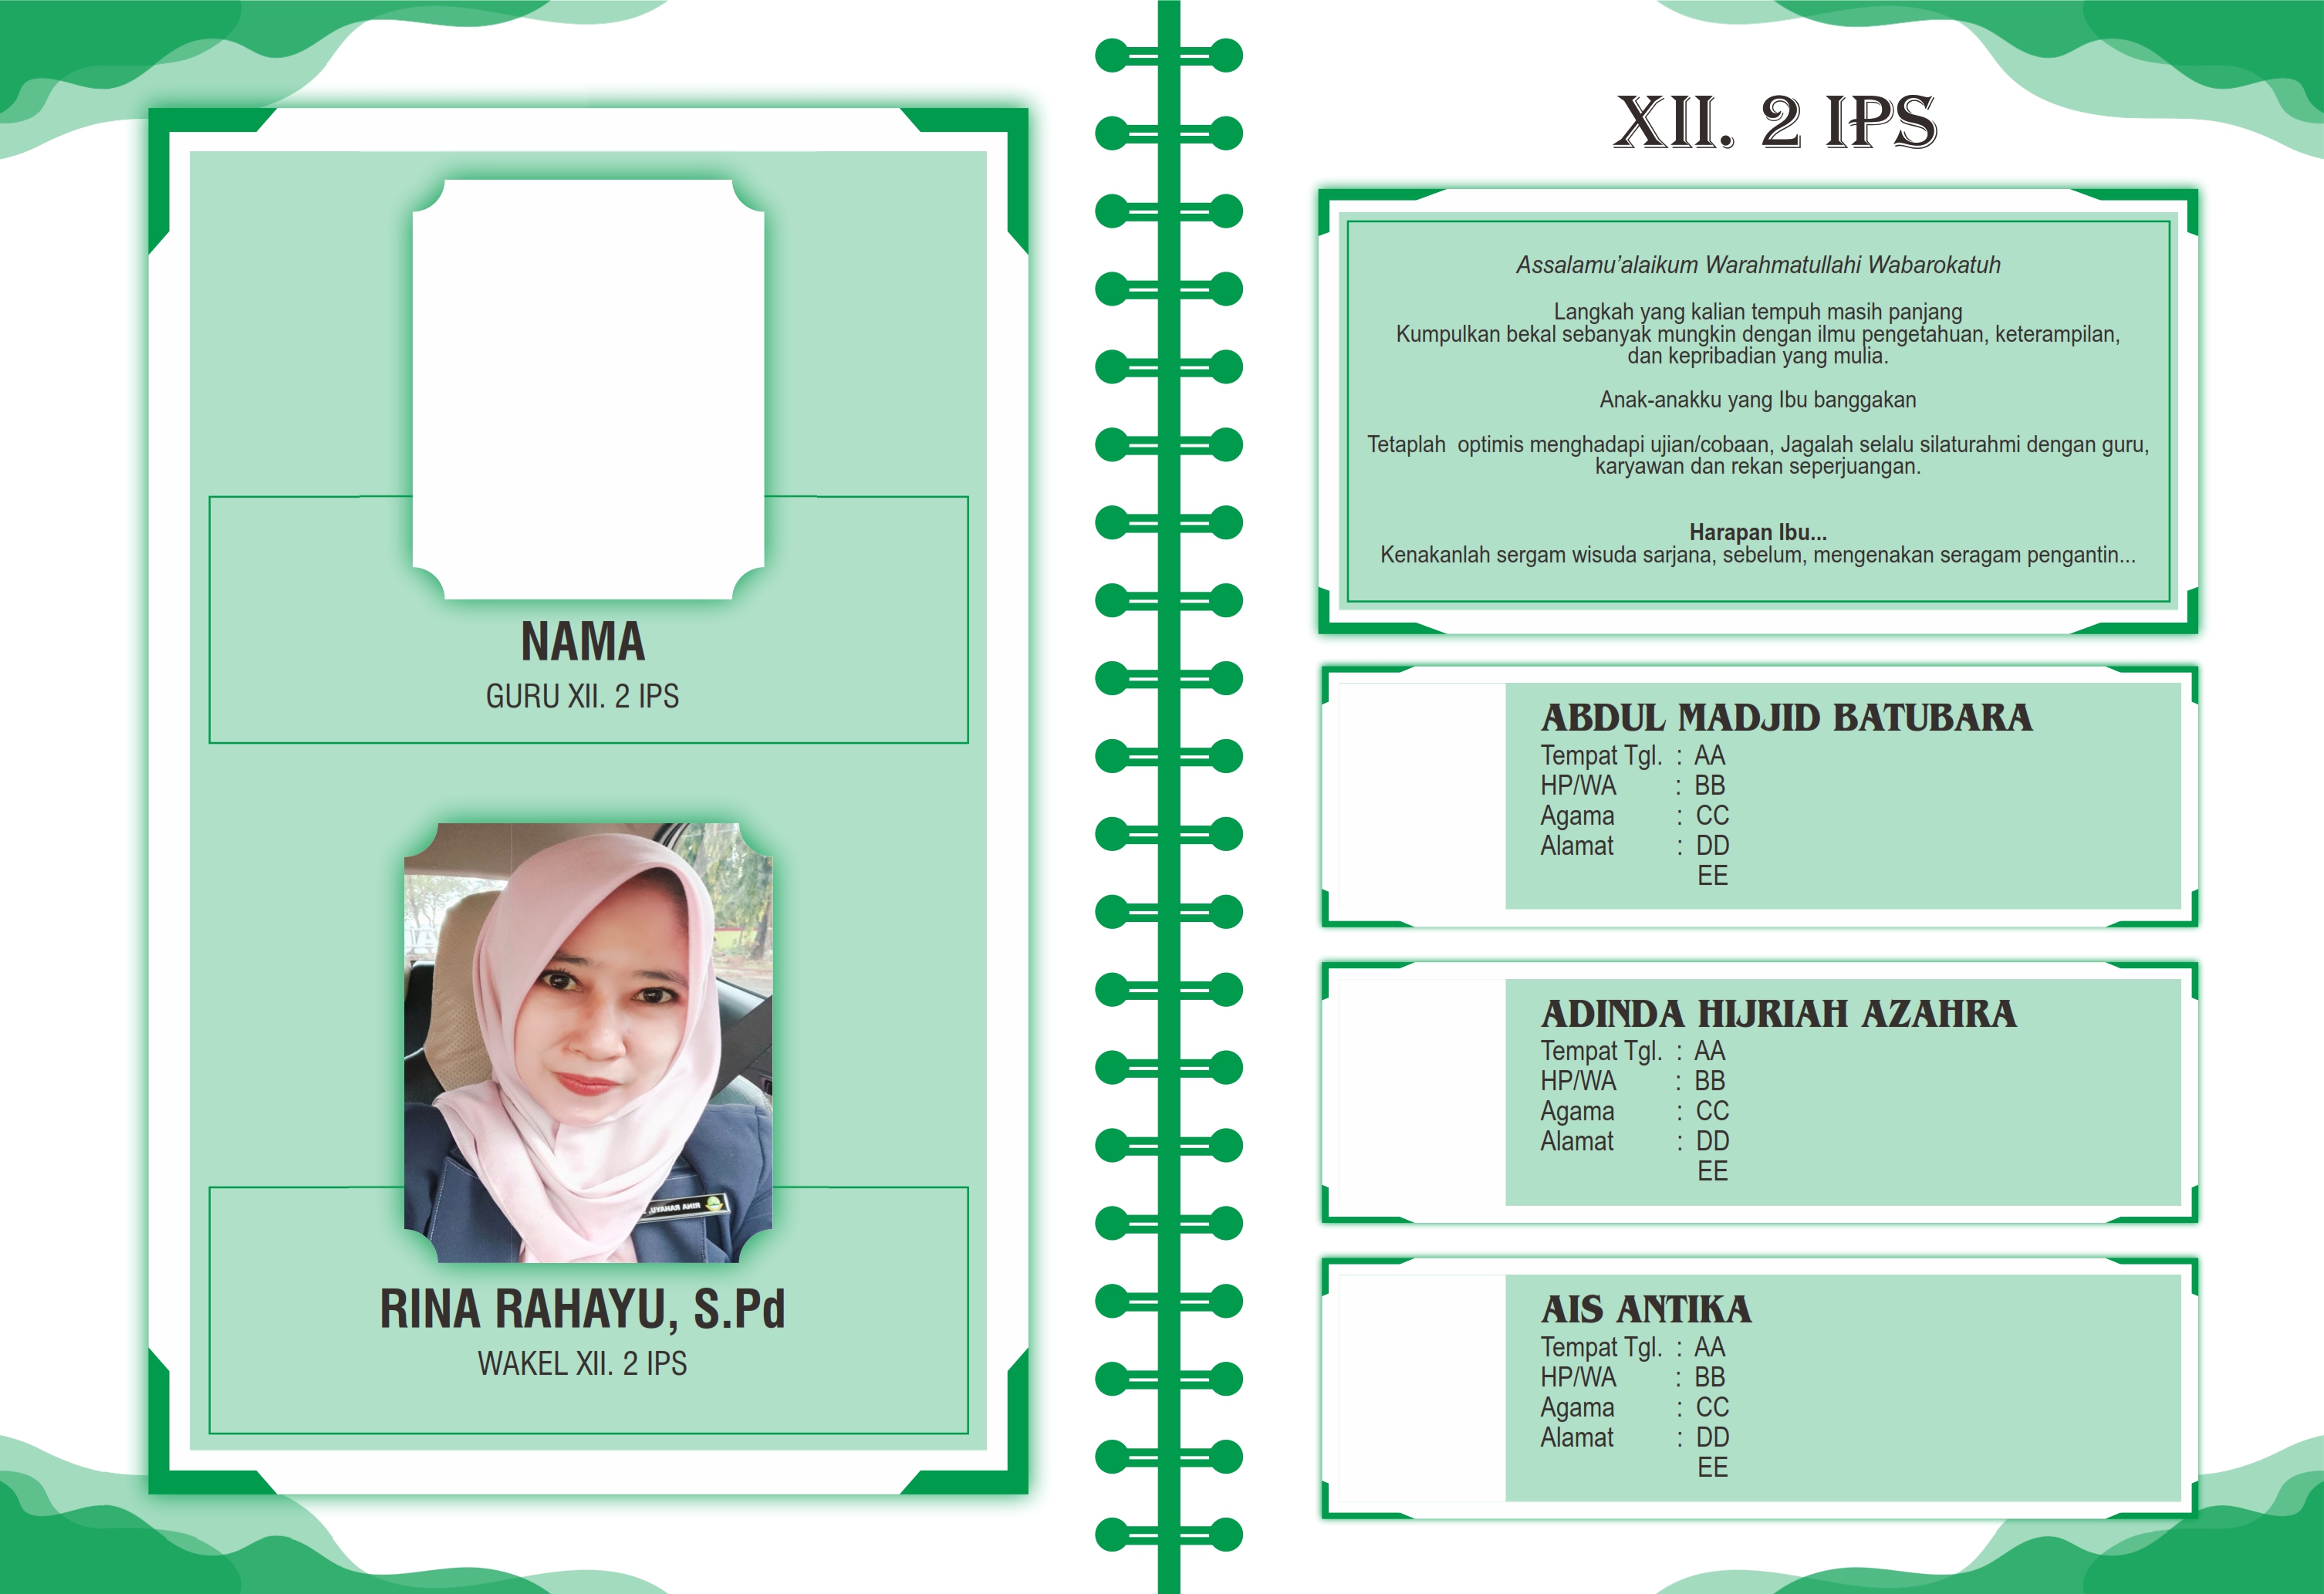 NAMA
GURU XII. 2 IPS
RINA RAHAYU,
RINA RAHAYU, S.Pd
WAKEL XII. 2 IPS
XII. 2 IPS
Assalamu’alaikum Warahmatullahi Wabarokatuh
Langkah yang kalian tempuh masih panjang
Kumpulkan bekal sebanyak mungkin dengan ilmu pengetahuan, keterampilan,
dan kepribadian yang mulia.
Anak-anakku yang Ibu banggakan
Tetaplah  optimis menghadapi ujian/cobaan, Jagalah selalu silaturahmi dengan guru,
karyawan dan rekan seperjuangan.
Harapan Ibu...
Kenakanlah sergam wisuda sarjana, sebelum, mengenakan seragam pengantin...
ABDUL MADJID BATUBARA
Tempat Tgl. : AA
HP/WA : BB
Agama : CC
Alamat : DD
EE
ADINDA HIJRIAH AZAHRA
Tempat Tgl. : AA
HP/WA : BB
Agama : CC
Alamat : DD
EE
AIS ANTIKA
Tempat Tgl. : AA
HP/WA : BB
Agama : CC
Alamat : DD
EE